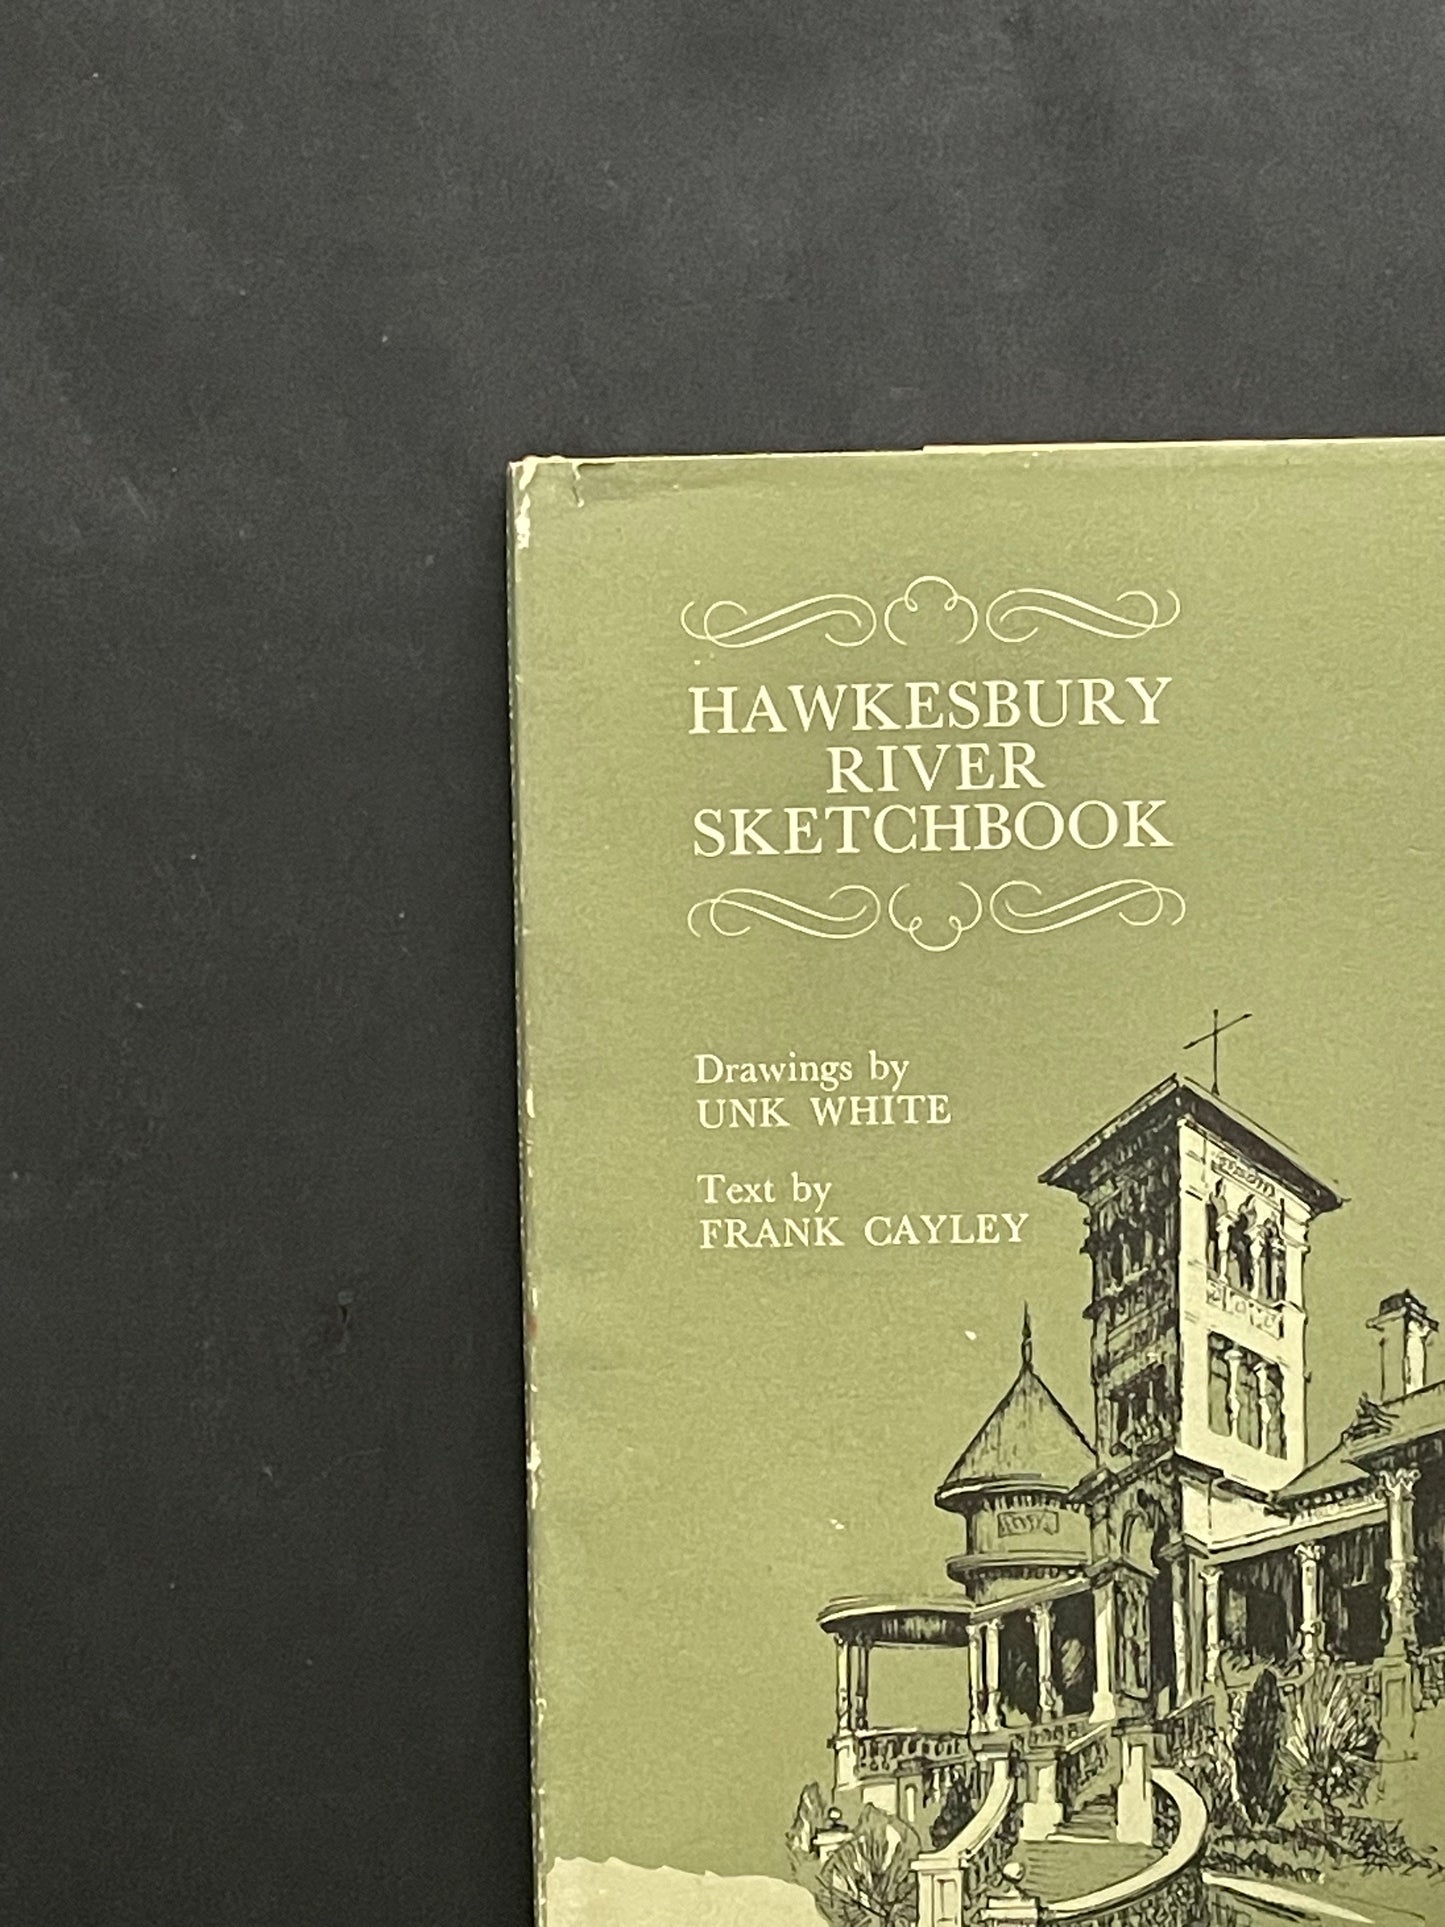 HAWKESBURY
RIVER
SKETCHBOOK
Drawings by
UNK WHITE
Text by
FRANK CAYLEY